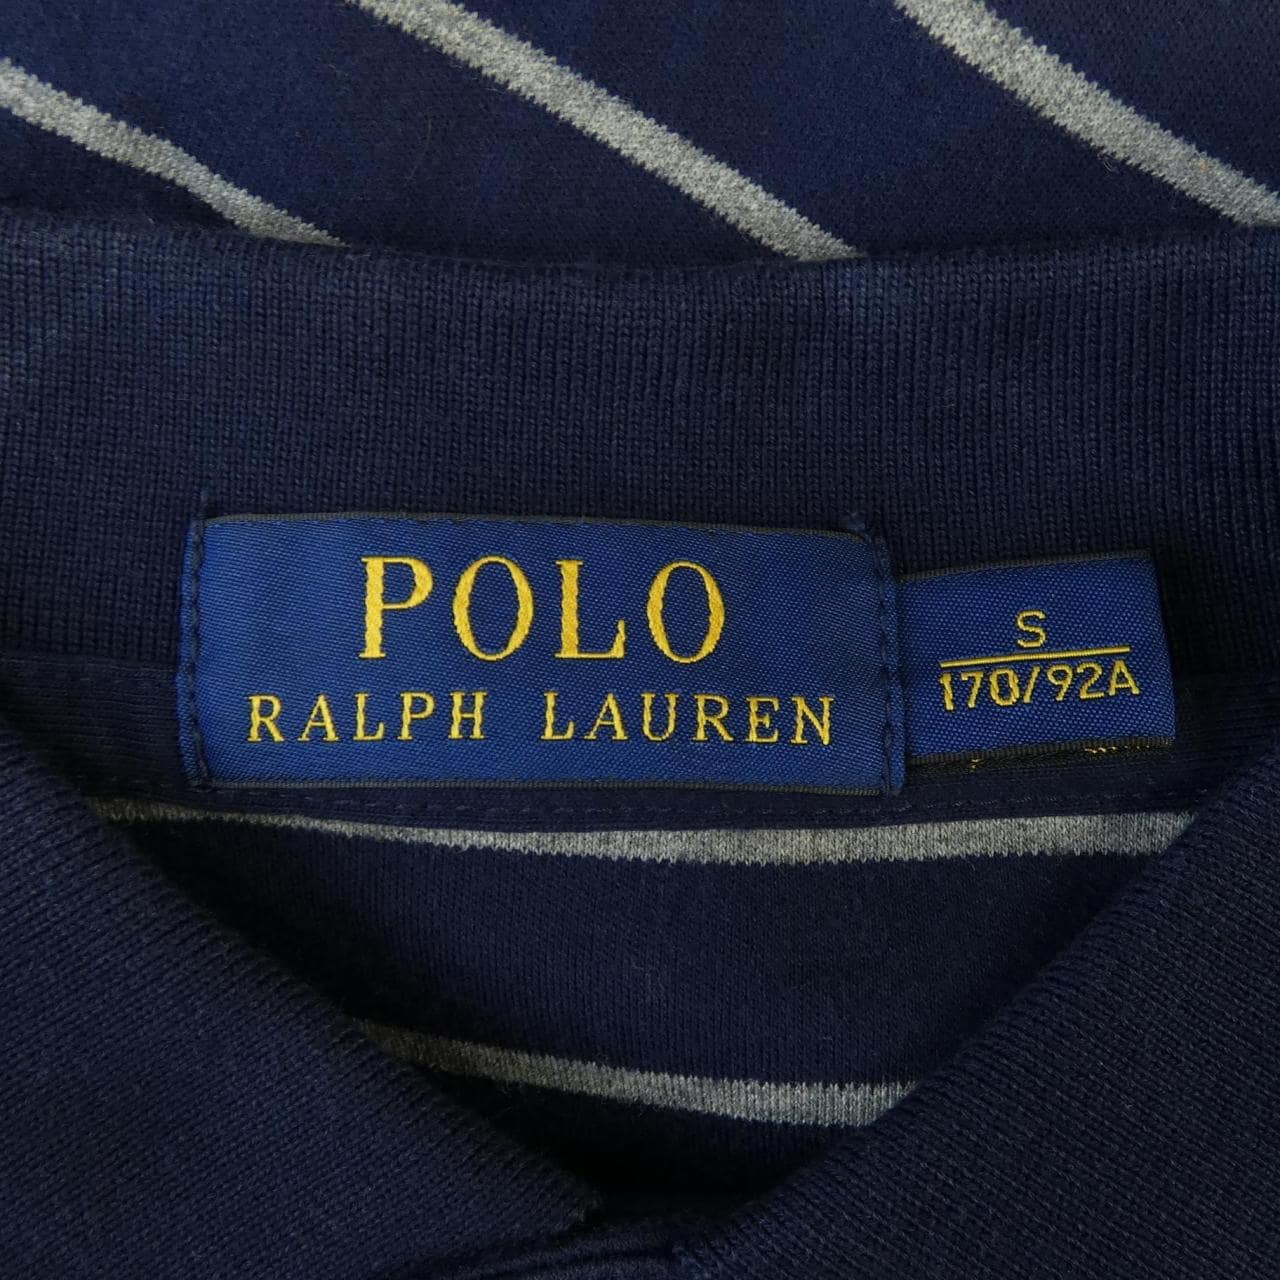 POLO
RALPH LAUREN
S
170/92A